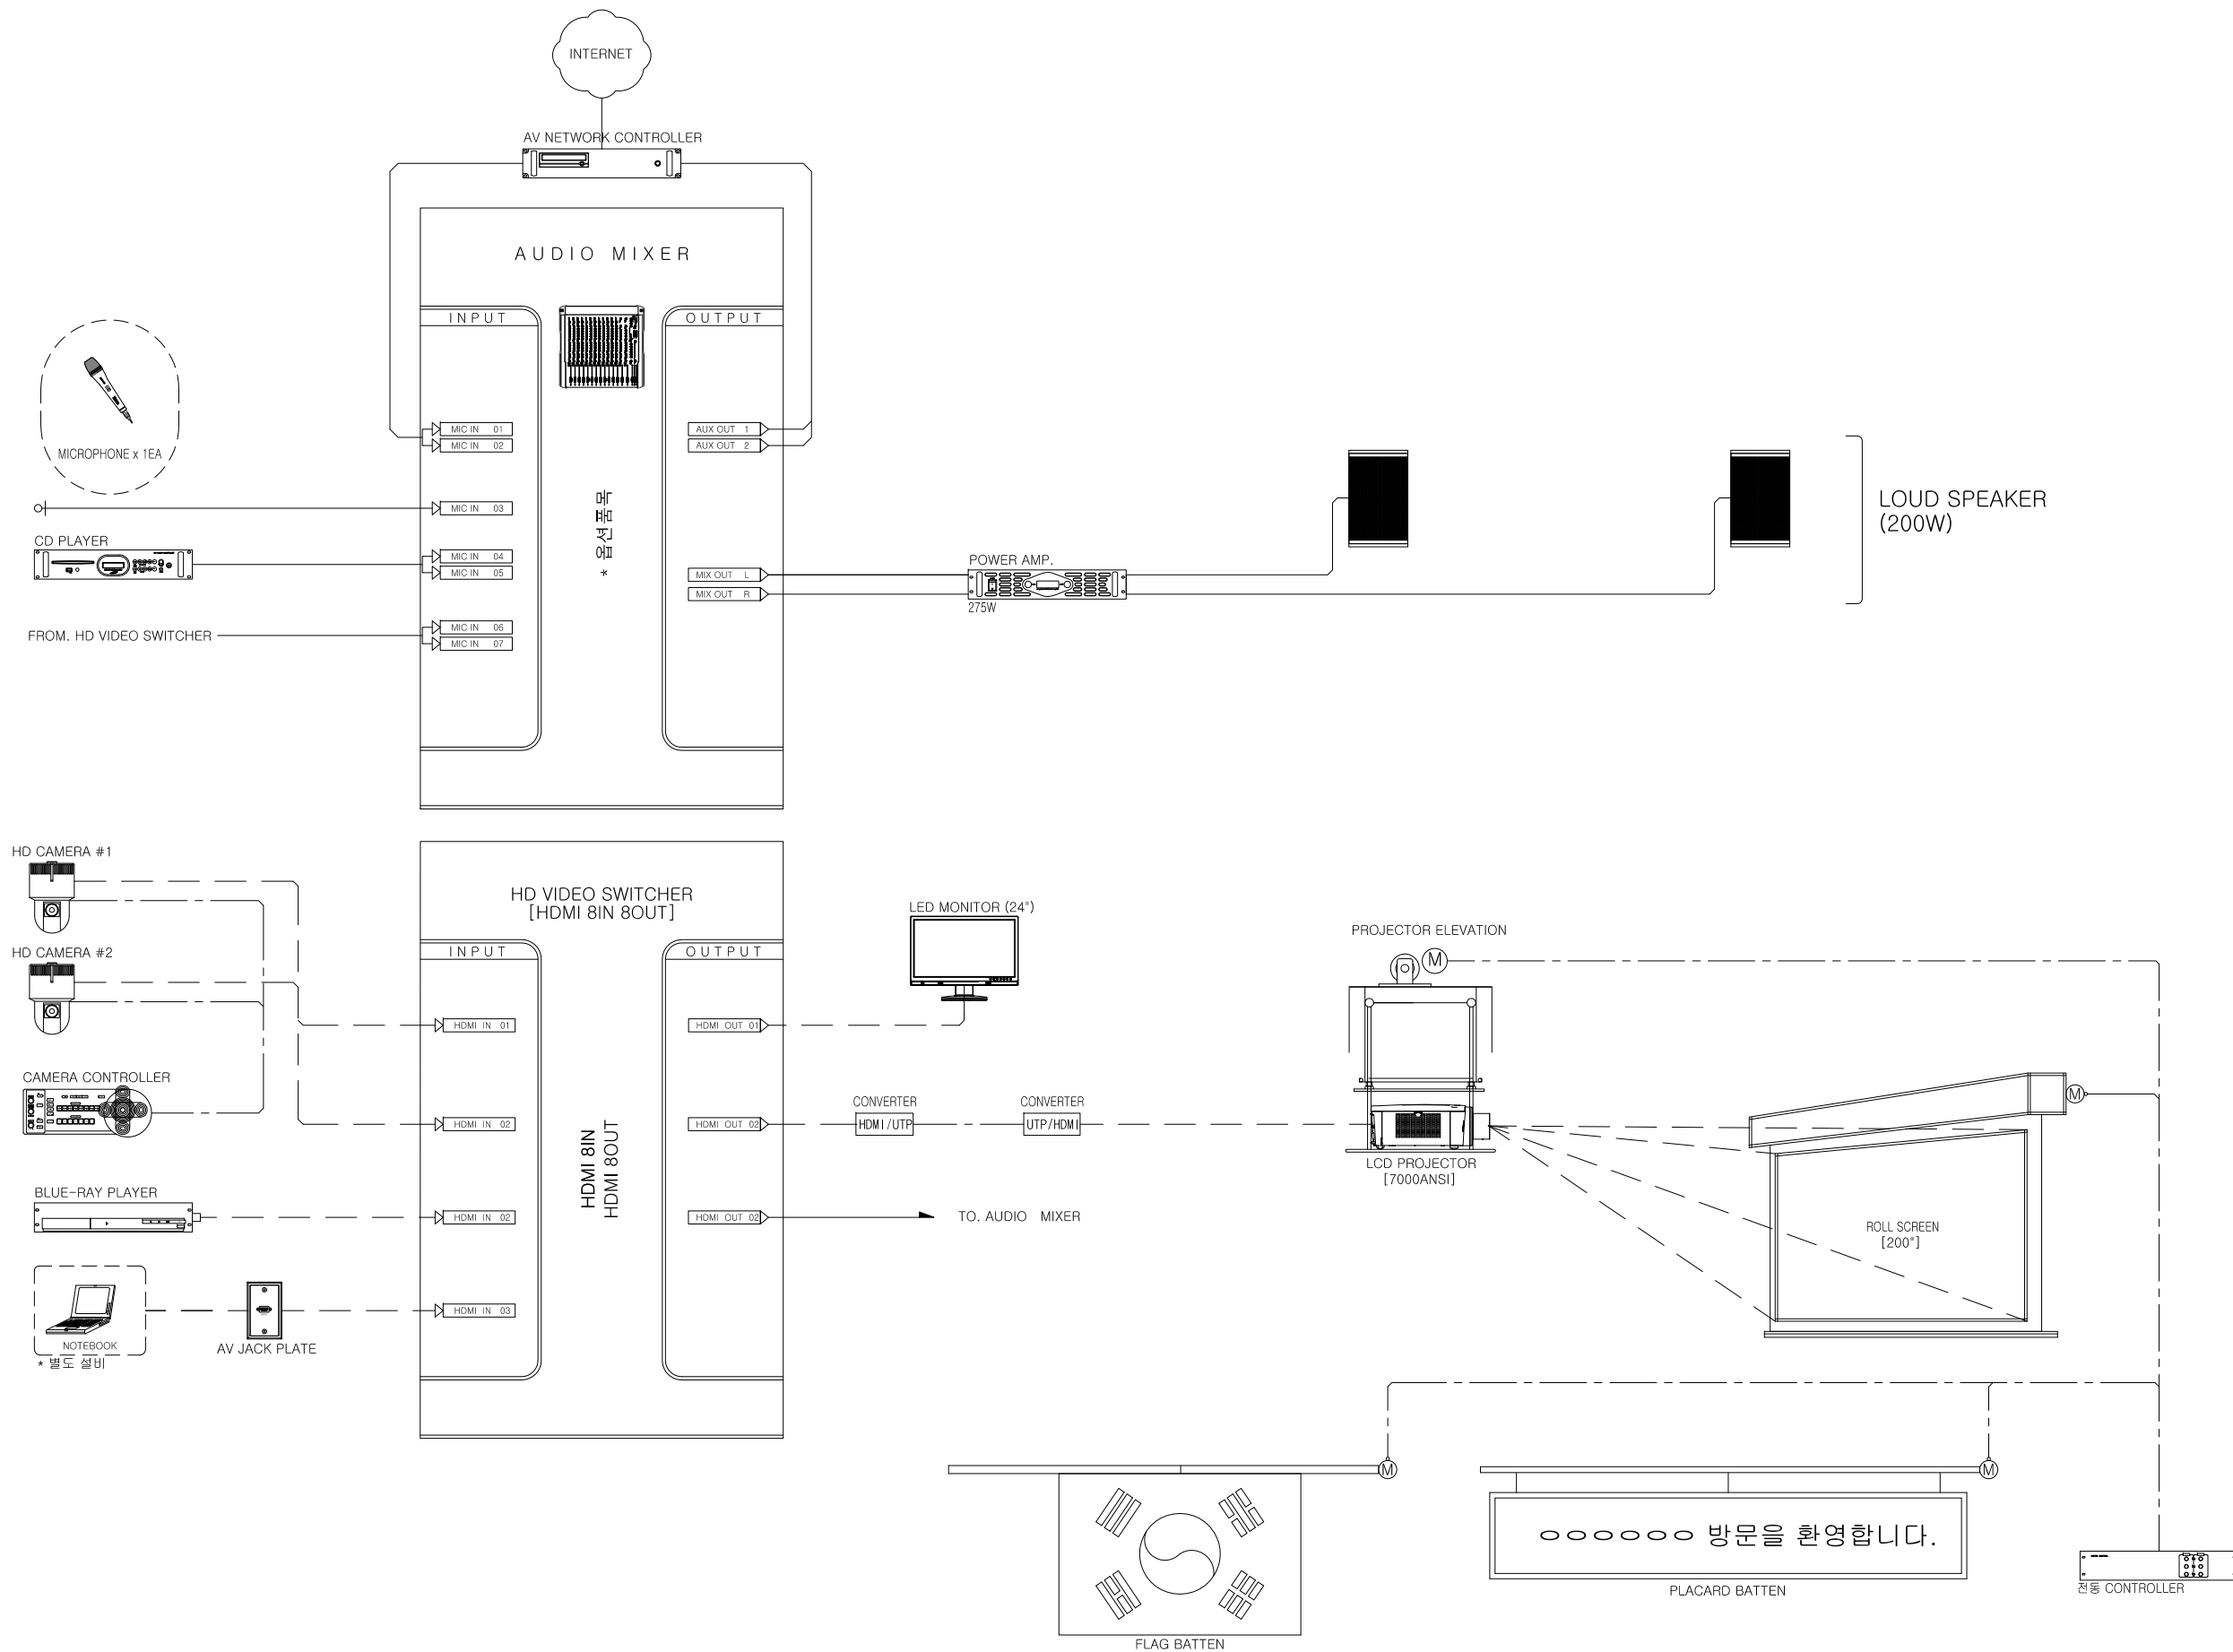 INTERNET
AV NETWORK CONTROLLER
AUDIO MIXER
INPUT
OUTPUT
MICROPHONE x 1EA
MIC IN 01
MIC IN 02
MIC IN 03
CD PLAYER
MIC IN 04
MIC IN 05
FROM. HD VIDEO SWITCHER
MIC IN 06
MIC IN 07
* 옵션품목
AUX OUT 1
AUX OUT 2
MIX OUT L
MIX OUT R
POWER AMP.
275W
LOUD SPEAKER
(200W)
HD CAMERA #1
HD CAMERA #2
CAMERA CONTROLLER
BLUE-RAY PLAYER
NOTEBOOK
* 별도 설비
AV JACK PLATE
HD VIDEO SWITCHER
[HDMI 8IN 8OUT]
INPUT
OUTPUT
HDMI IN 01
HDMI IN 02
HDMI IN 02
HDMI IN 03
HDMI 8IN
HDMI 8OUT
HDMI OUT 01
HDMI OUT 02
HDMI OUT 02
LED MONITOR (24")
CONVERTER
HDMI/UTP
CONVERTER
UTP/HDMI
TO. AUDIO MIXER
PROJECTOR ELEVATION
M
LCD PROJECTOR
[7000ANSI]
M
ROLL SCREEN
[200"]
M
FLAG BATTEN
M
ㅇㅇㅇㅇㅇㅇ 방문을 환영합니다.
PLACARD BATTEN
전동 CONTROLLER